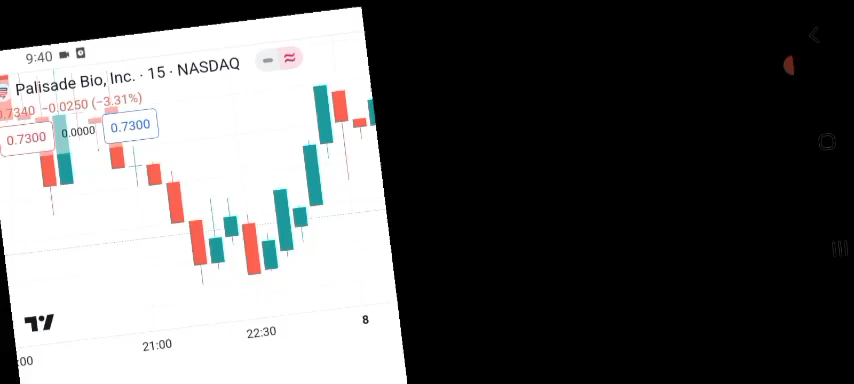 9:40
Palisade Bio, Inc. · 15 · NASDAQ
0.7340 −0.0250 (−3.31%)
0.7300 0.0000 0.7300
21:00 22:30 8
:00